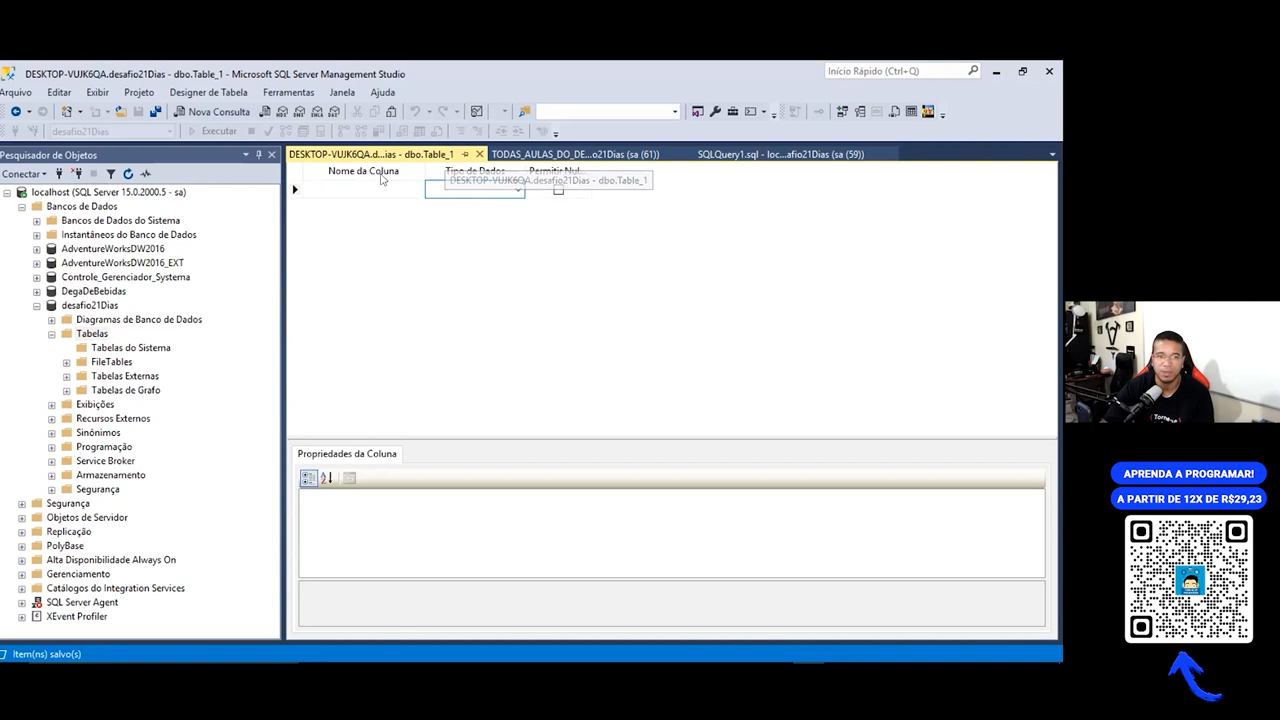 DESKTOP-VUJK6QA.desafio21Dias - dbo.Table_1 - Microsoft SQL Server Management Studio
Início Rápido (Ctrl+Q)
Arquivo Editar Exibir Projeto Designer de Tabela Ferramentas Janela Ajuda
Nova Consulta
desafio21Dias Executar
Pesquisador de Objetos
DESKTOP-VUJK6QA.d...ias - dbo.Table_1
TODAS_AULAS_DO_DE...o21Dias (sa (61))
SQLQuery1.sql - loc...afio21Dias (sa (59))
Conectar
Nome da Coluna Tipo de Dados Permitir Nul...
DESKTOP-VUJK6QA.desafio21Dias - dbo.Table_1
localhost (SQL Server 15.0.2000.5 - sa)
Bancos de Dados
Bancos de Dados do Sistema
Instantâneos do Banco de Dados
AdventureWorksDW2016
AdventureWorksDW2016_EXT
Controle_Gerenciador_Systema
DegaDeBebidas
desafio21Dias
Diagramas de Banco de Dados
Tabelas
Tabelas do Sistema
FileTables
Tabelas Externas
Tabelas de Grafo
Exibições
Recursos Externos
Sinônimos
Programação
Service Broker
Armazenamento
Segurança
Segurança
Objetos de Servidor
Replicação
PolyBase
Alta Disponibilidade Always On
Gerenciamento
Catálogos do Integration Services
SQL Server Agent
XEvent Profiler
Propriedades da Coluna
Item(ns) salvo(s)
APRENDA A PROGRAMAR!
A PARTIR DE 12X DE R$29,23